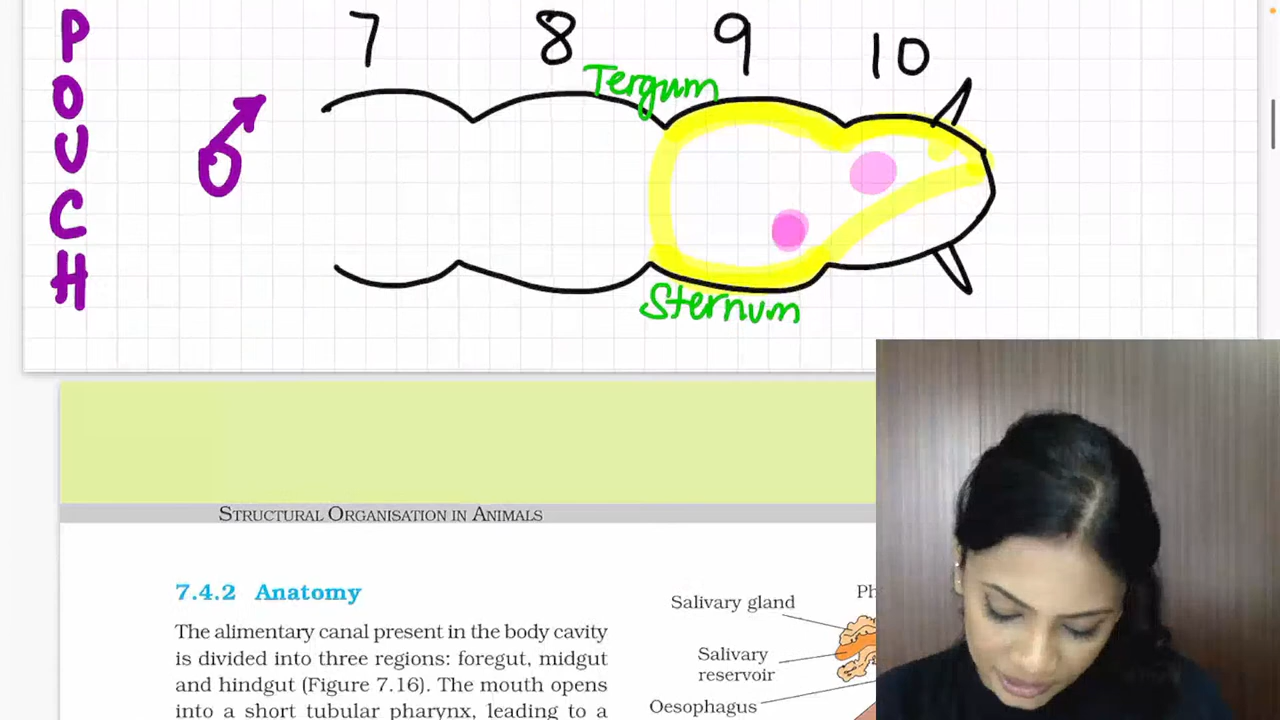 POUCH
7 8 9 10
Tergum
♂
Sternum
STRUCTURAL ORGANISATION IN ANIMALS
7.4.2 Anatomy
The alimentary canal present in the body cavity
is divided into three regions: foregut, midgut
and hindgut (Figure 7.16). The mouth opens
into a short tubular pharynx, leading to a
Salivary gland
Ph
Salivary
reservoir
Oesophagus